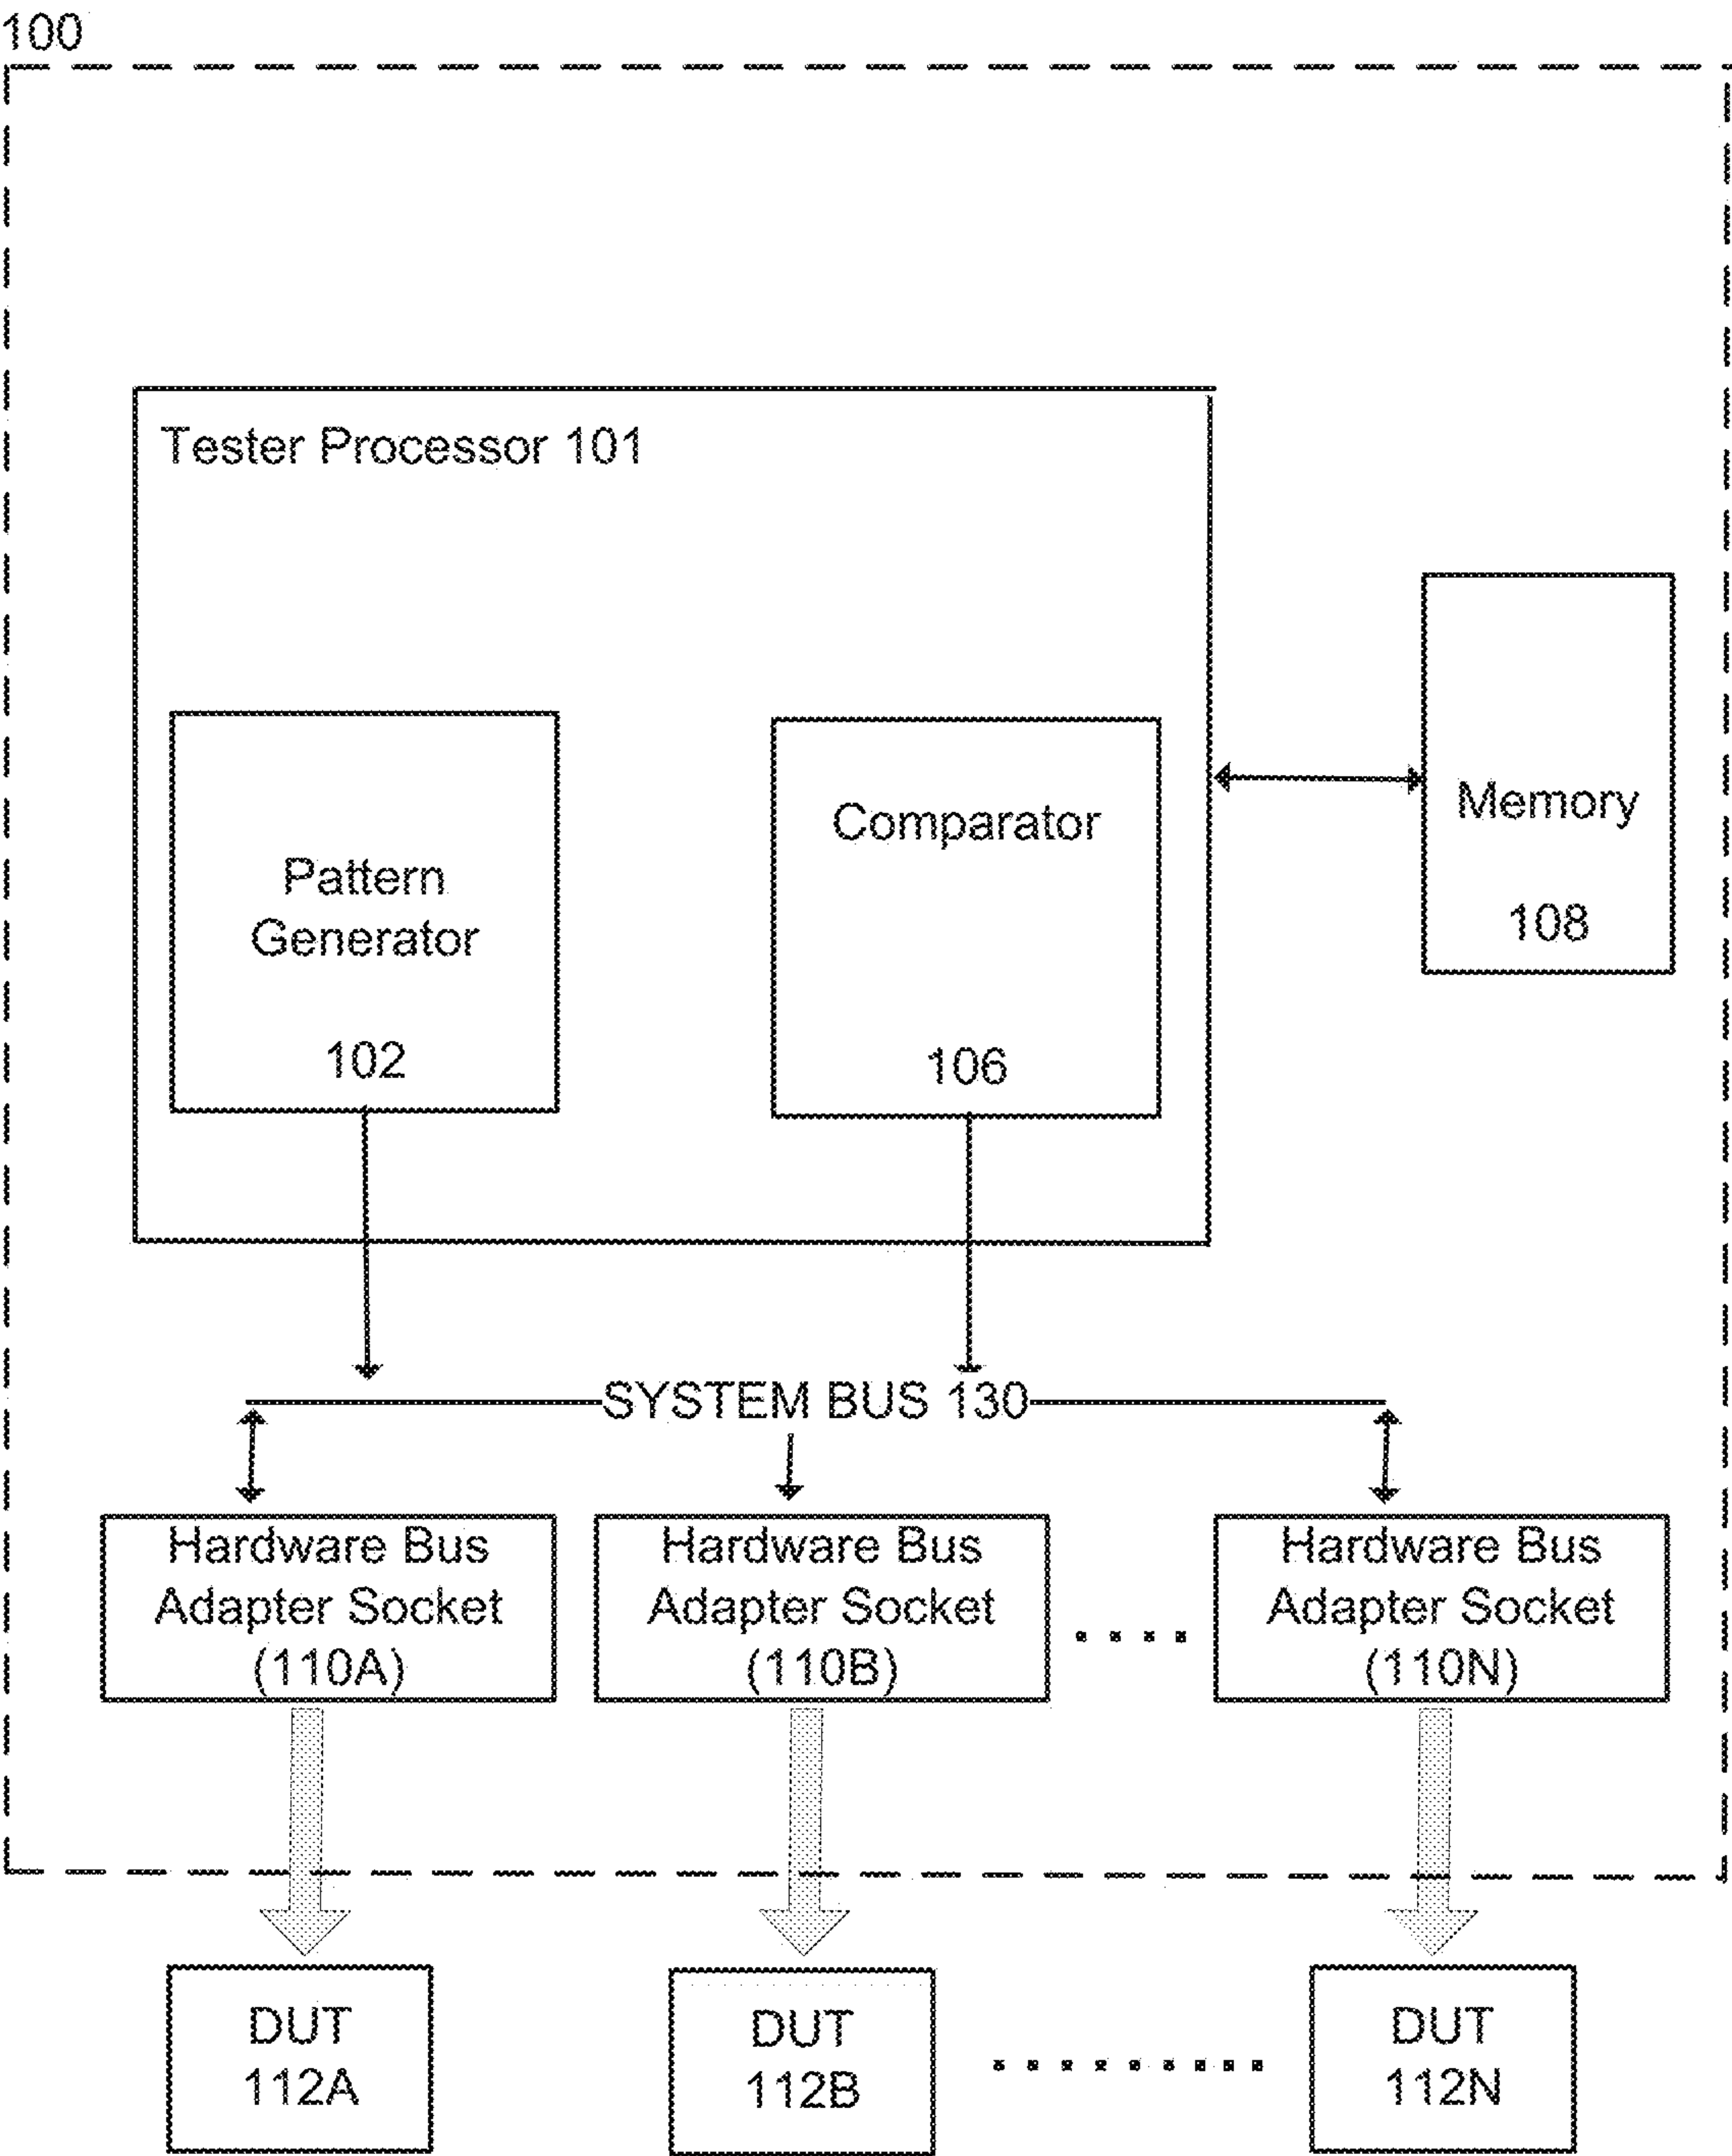 100
Tester Processor 101
Pattern
Generator
102
Comparator
106
Memory
108
SYSTEM BUS 130
Hardware Bus
Adapter Socket
(110A)
Hardware Bus
Adapter Socket
(110B)
Hardware Bus
Adapter Socket
(110N)
DUT
112A
DUT
112B
DUT
112N